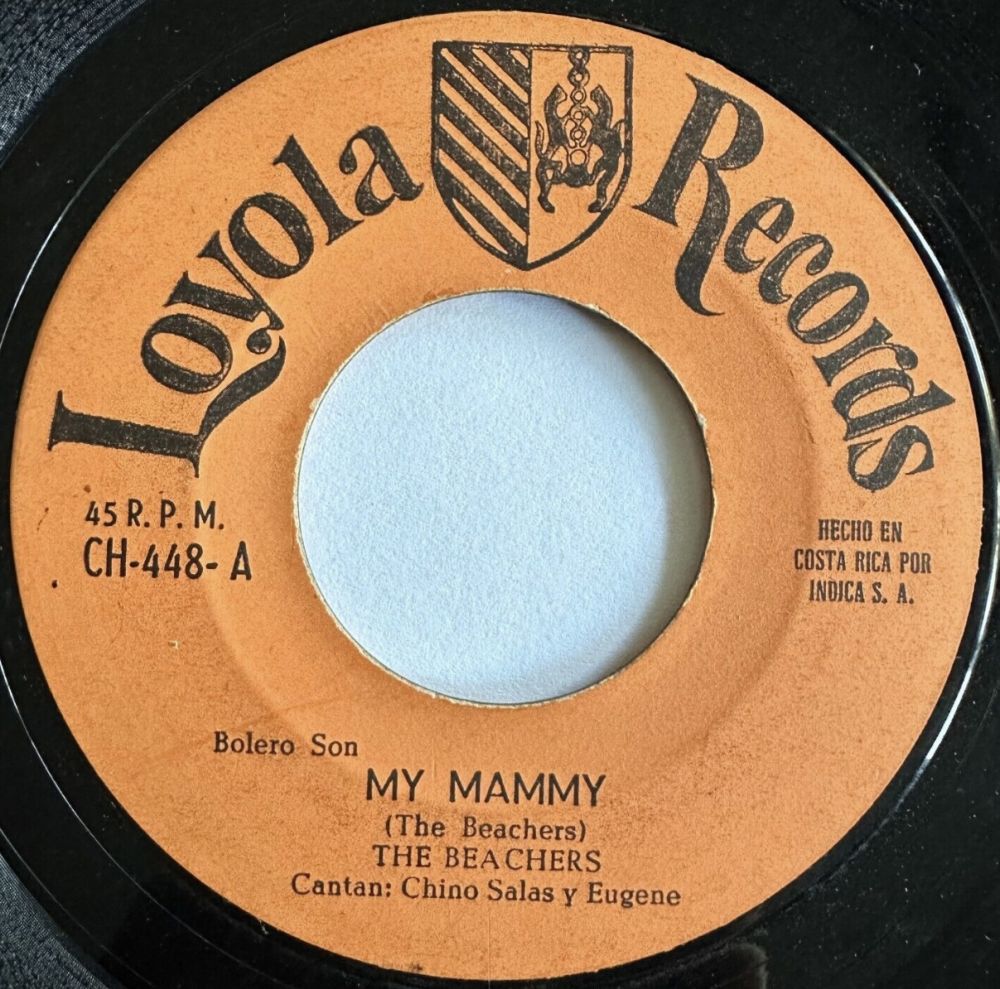 Loyola Records
45 R. P. M.
CH-448- A
HECHO EN
COSTA RICA POR
INDICA S. A.
Bolero Son
MY MAMMY
(The Beachers)
THE BEACHERS
Cantan: Chino Salas y Eugene